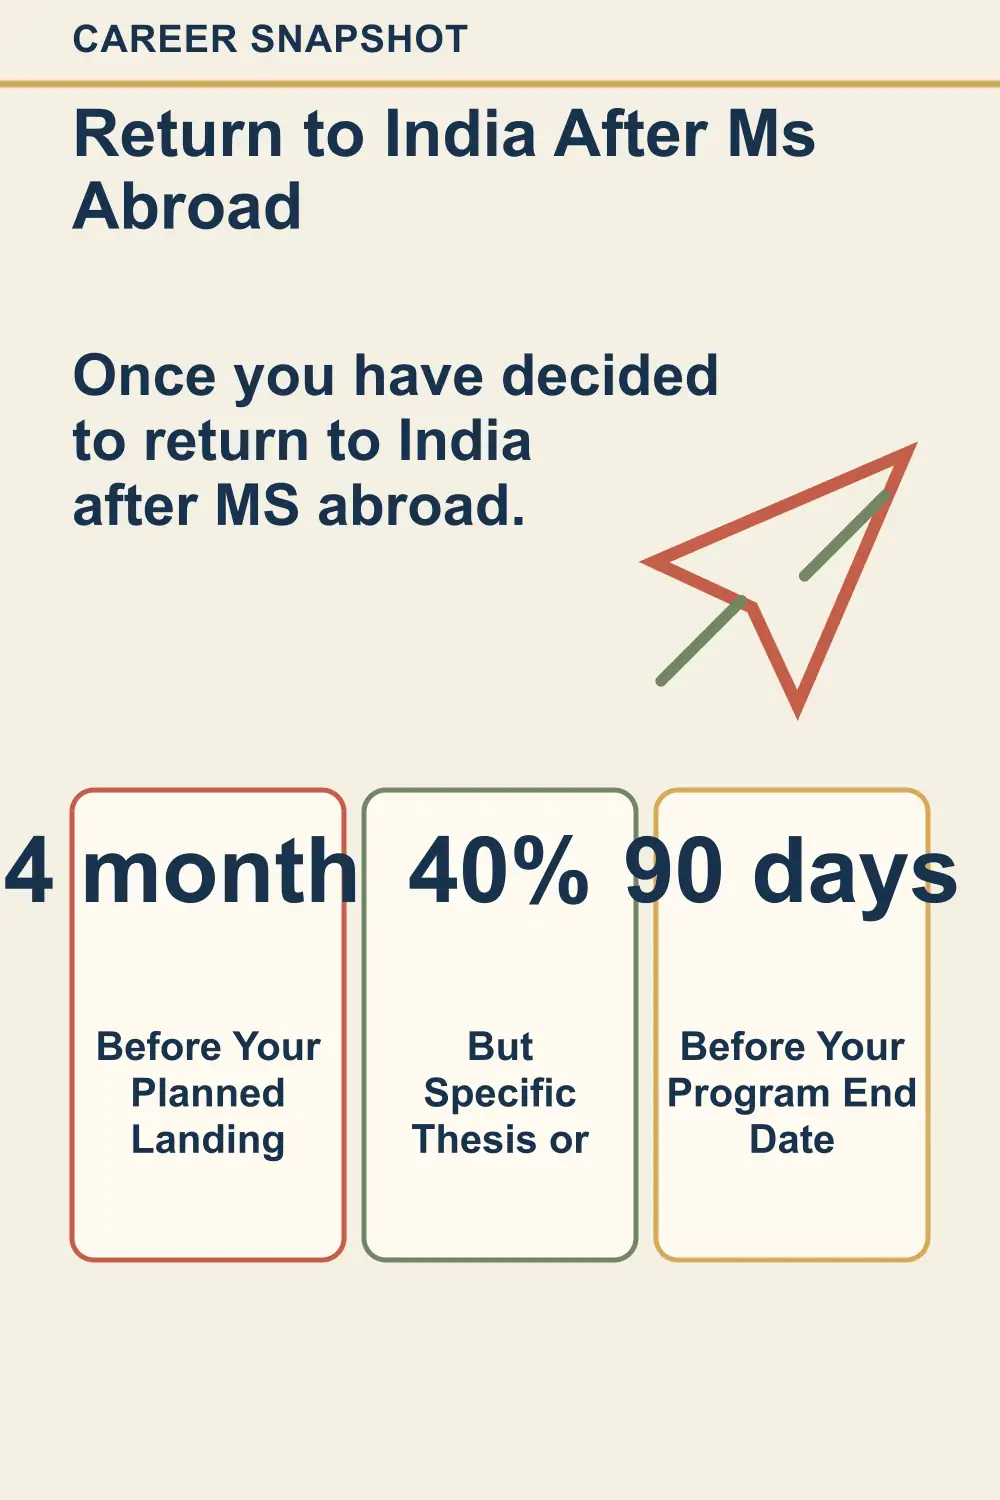 CAREER SNAPSHOT
Return to India After Ms
Abroad
Once you have decided
to return to India
after MS abroad.
4 month
40%
90 days
Before Your
Planned
Landing
But
Specific
Thesis or
Before Your
Program End
Date